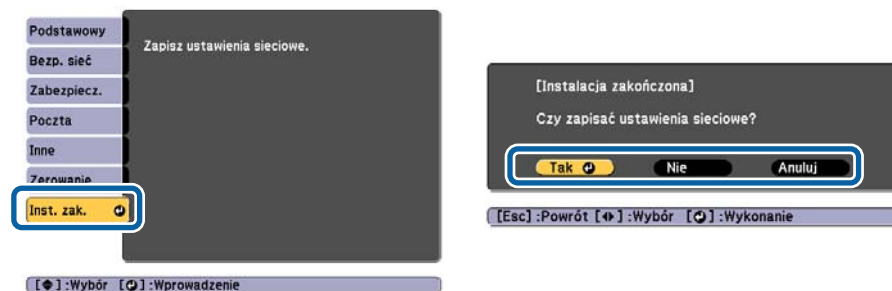 Podstawowy
Bezp. sieć
Zabezpiecz.
Poczta
Inne
Zerowanie
Inst. zak.
Zapisz ustawienia sieciowe.
[ ] :Wybór [ ] :Wprowadzenie
[Instalacja zakończona]
Czy zapisać ustawienia sieciowe?
Tak Nie Anuluj
[Esc] :Powrót [ ] :Wybór [ ] :Wykonanie